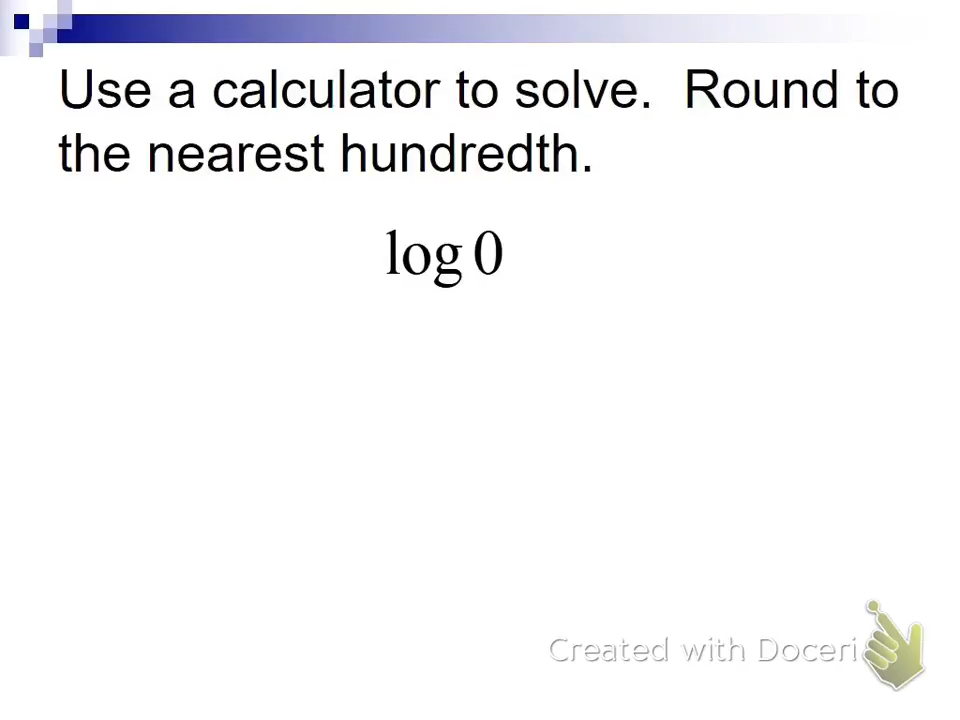 Use a calculator to solve. Round to
the nearest hundredth.
log 0
Created with Doceri